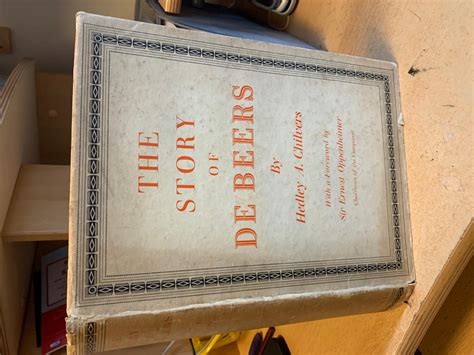 THE
STORY
OF
DE BEERS
By
Hedley A. Chilvers
With a Foreword by
Sir Ernest Oppenheimer
Chairman of the Company